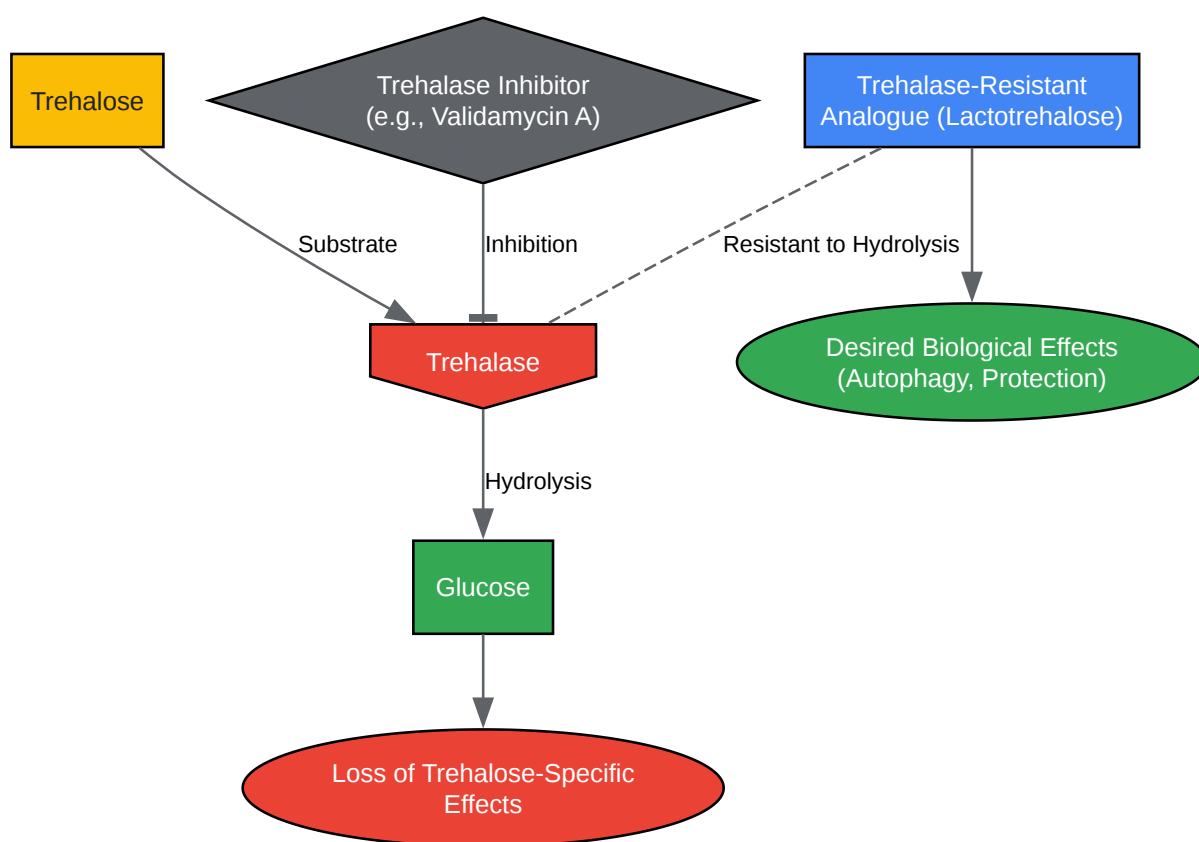 Trehalose
Trehalase Inhibitor
(e.g., Validamycin A)
Trehalase-Resistant
Analogue (Lactotrehalose)
Substrate
Inhibition
Resistant to Hydrolysis
Trehalase
Desired Biological Effects
(Autophagy, Protection)
Hydrolysis
Glucose
Loss of Trehalose-Specific
Effects